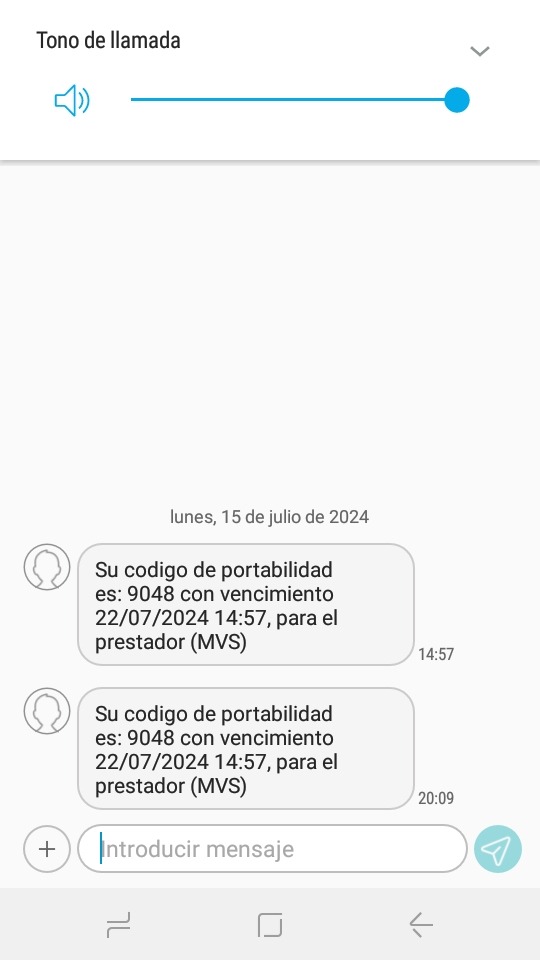 Tono de llamada
lunes, 15 de julio de 2024
Su codigo de portabilidad
es: 9048 con vencimiento
22/07/2024 14:57, para el
prestador (MVS)
14:57
Su codigo de portabilidad
es: 9048 con vencimiento
22/07/2024 14:57, para el
prestador (MVS)
20:09
Introducir mensaje